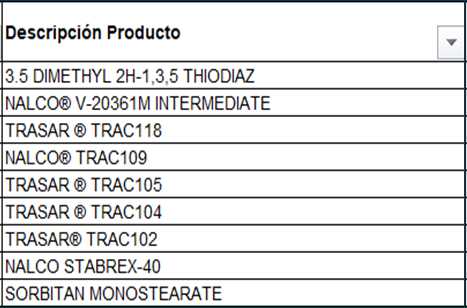 Descripción Producto
3.5 DIMETHYL 2H-1,3,5 THIODIAZ
NALCO® V-20361M INTERMEDIATE
TRASAR ® TRAC118
NALCO® TRAC109
TRASAR ® TRAC105
TRASAR ® TRAC104
TRASAR® TRAC102
NALCO STABREX-40
SORBITAN MONOSTEARATE